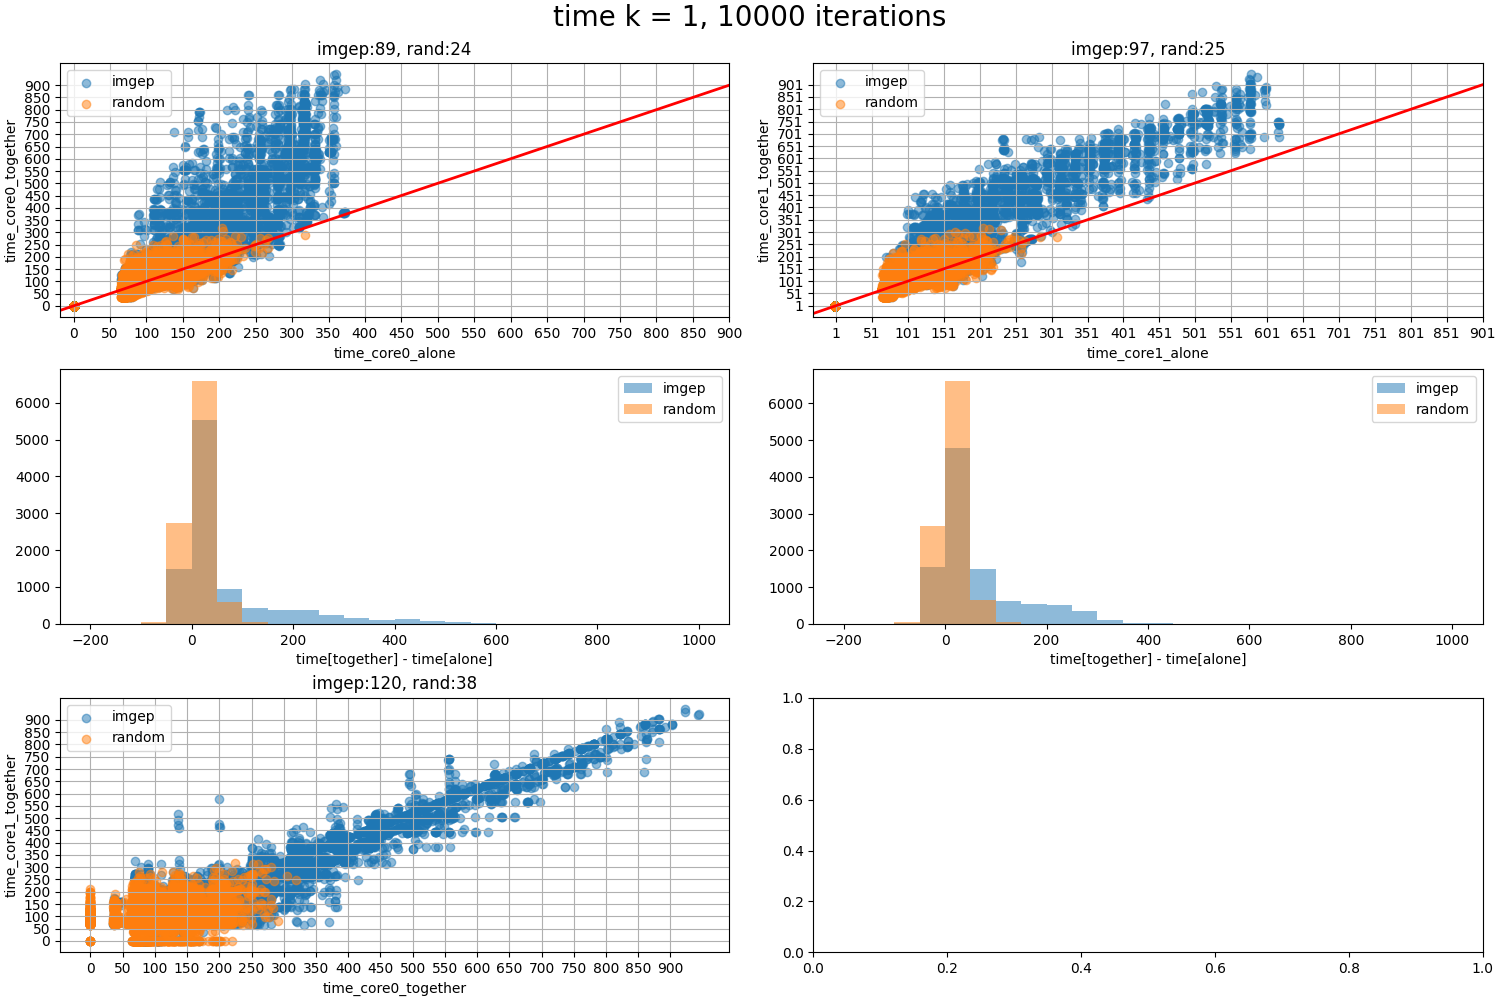 time k = 1, 10000 iterations
imgep:89, rand:24
imgep
random
time_core0_together
900
850
800
750
700
650
600
550
500
450
400
350
300
250
200
150
100
50
0
0 50 100 150 200 250 300 350 400 450 500 550 600 650 700 750 800 850 900
time_core0_alone
imgep:97, rand:25
imgep
random
time_core1_together
901
851
801
751
701
651
601
551
501
451
401
351
301
251
201
151
101
51
1
1 51 101 151 201 251 301 351 401 451 501 551 601 651 701 751 801 851 901
time_core1_alone
imgep
random
6000
5000
4000
3000
2000
1000
0
−200 0 200 400 600 800 1000
time[together] - time[alone]
imgep
random
6000
5000
4000
3000
2000
1000
0
−200 0 200 400 600 800 1000
time[together] - time[alone]
imgep:120, rand:38
imgep
random
time_core1_together
900
850
800
750
700
650
600
550
500
450
400
350
300
250
200
150
100
50
0
0 50 100 150 200 250 300 350 400 450 500 550 600 650 700 750 800 850 900
time_core0_together
1.0
0.8
0.6
0.4
0.2
0.0
0.0 0.2 0.4 0.6 0.8 1.0